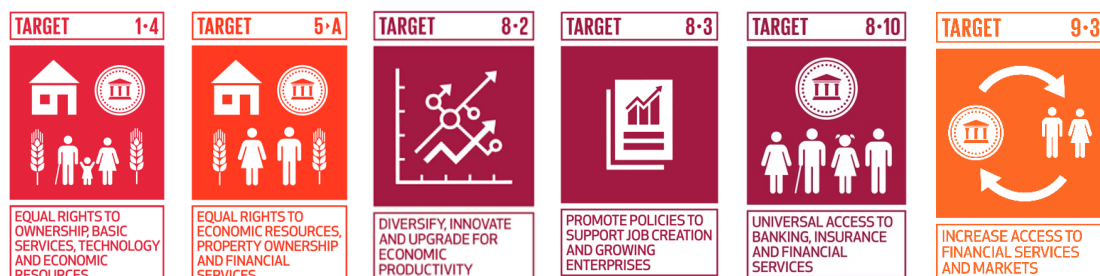 TARGET 1·4
EQUAL RIGHTS TO
OWNERSHIP, BASIC
SERVICES, TECHNOLOGY
AND ECONOMIC
RESOURCES
TARGET 5·A
EQUAL RIGHTS TO
ECONOMIC RESOURCES,
PROPERTY OWNERSHIP
AND FINANCIAL
SERVICES
TARGET 8·2
DIVERSIFY, INNOVATE
AND UPGRADE FOR
ECONOMIC
PRODUCTIVITY
TARGET 8·3
PROMOTE POLICIES TO
SUPPORT JOB CREATION
AND GROWING
ENTERPRISES
TARGET 8·10
UNIVERSAL ACCESS TO
BANKING, INSURANCE
AND FINANCIAL
SERVICES
TARGET 9·3
INCREASE ACCESS TO
FINANCIAL SERVICES
AND MARKETS